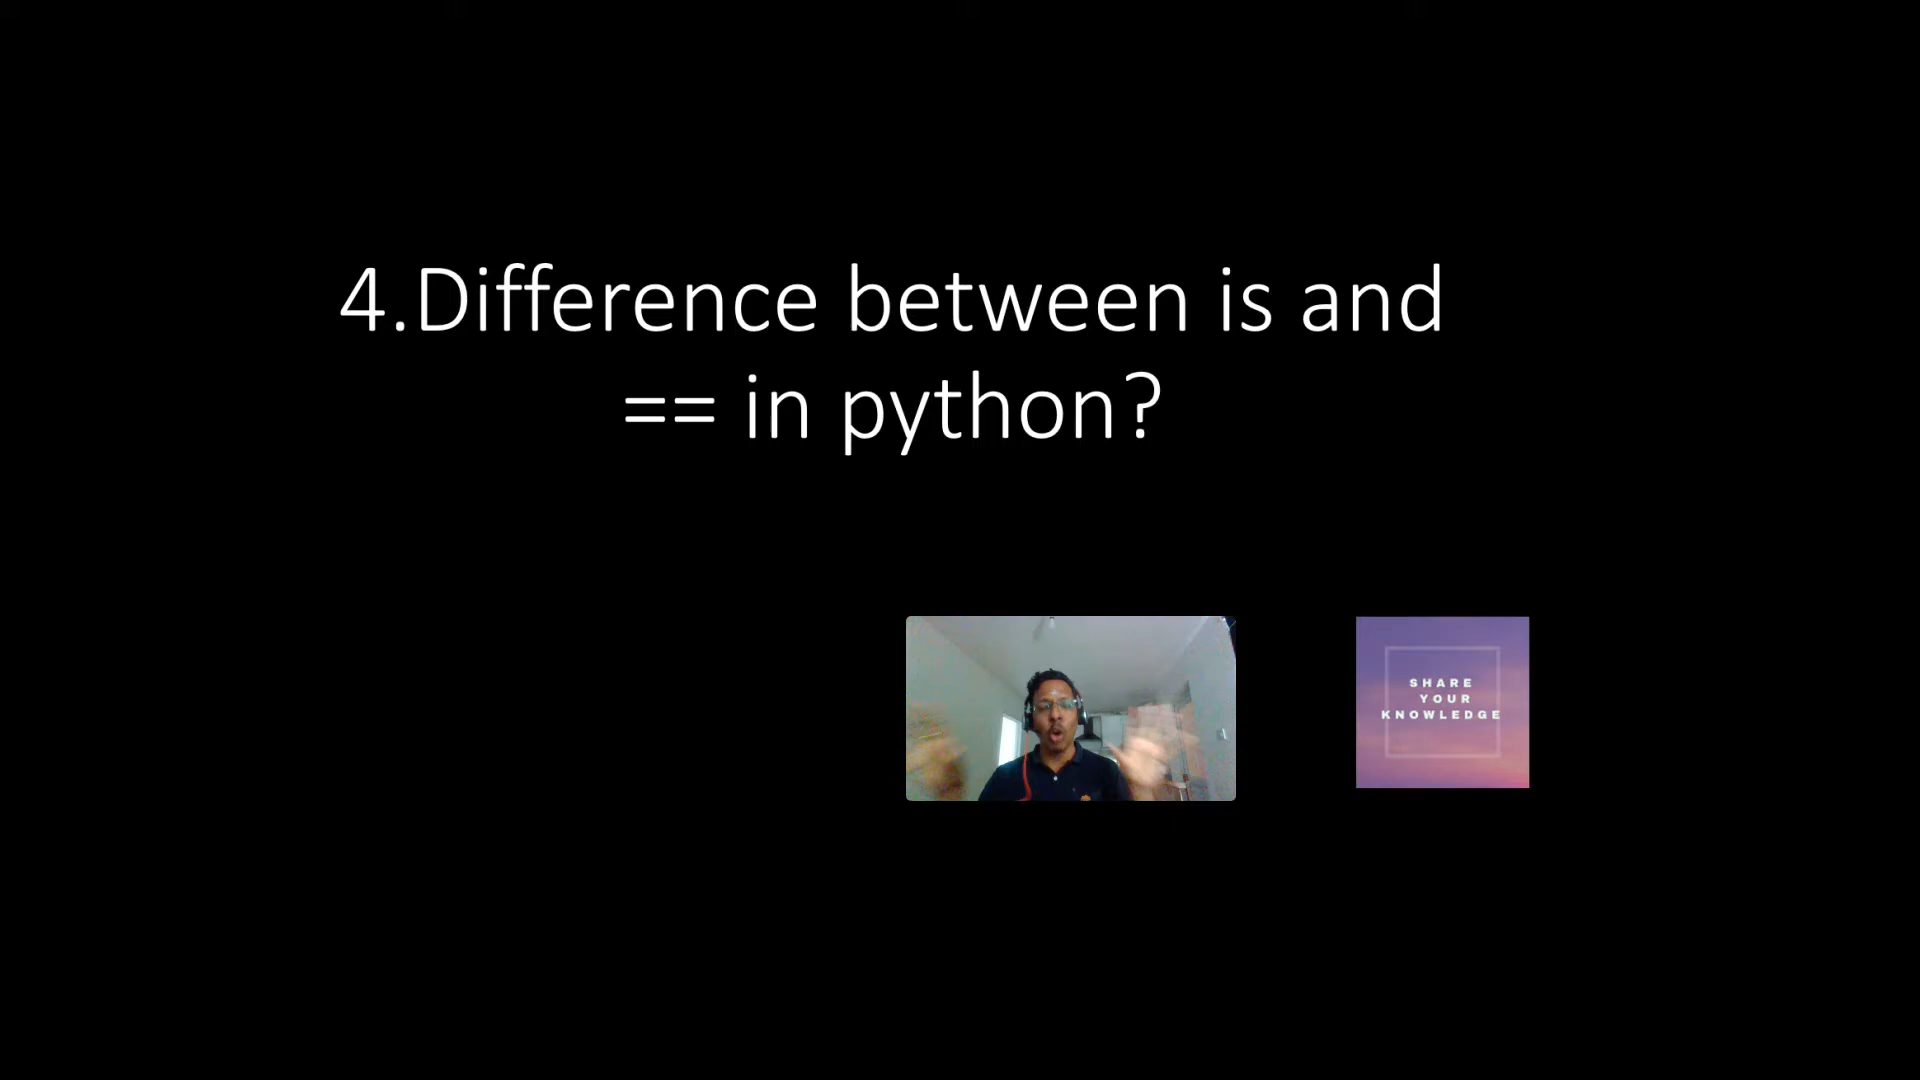 4.Difference between is and
== in python?
SHARE
YOUR
KNOWLEDGE